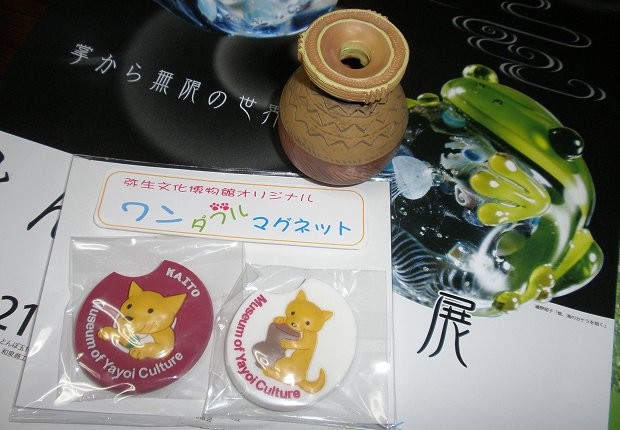 掌から無限の世界
ん
21
展
弥生文化博物館オリジナル
ワンダフルマグネット
KAITO
Museum of Yayoi Culture
Museum of Yayoi Culture